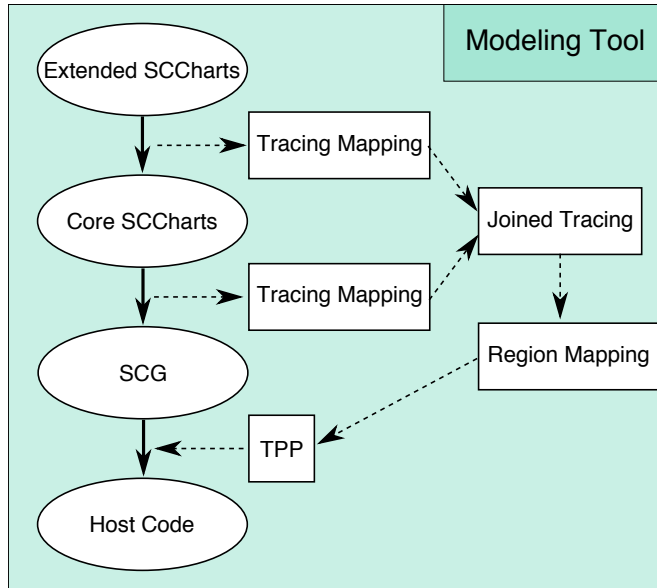 Modeling Tool
Extended SCCharts
Tracing Mapping
Core SCCharts
Joined Tracing
Tracing Mapping
Region Mapping
SCG
TPP
Host Code